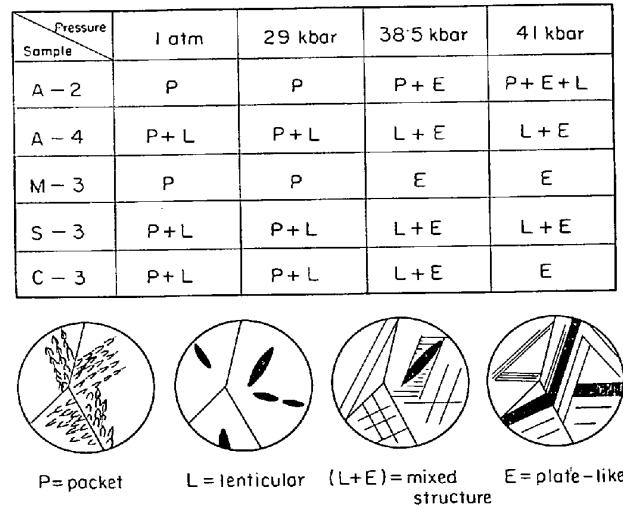 Pressure
Sample
1 atm 29 kbar 38·5 kbar 41 kbar
A-2 P P P+E P+E+L
A-4 P+L P+L L+E L+E
M-3 P P E E
S-3 P+L P+L L+E L+E
C-3 P+L P+L L+E E
P=packet L=lenticular (L+E)=mixed structure E=plate-like